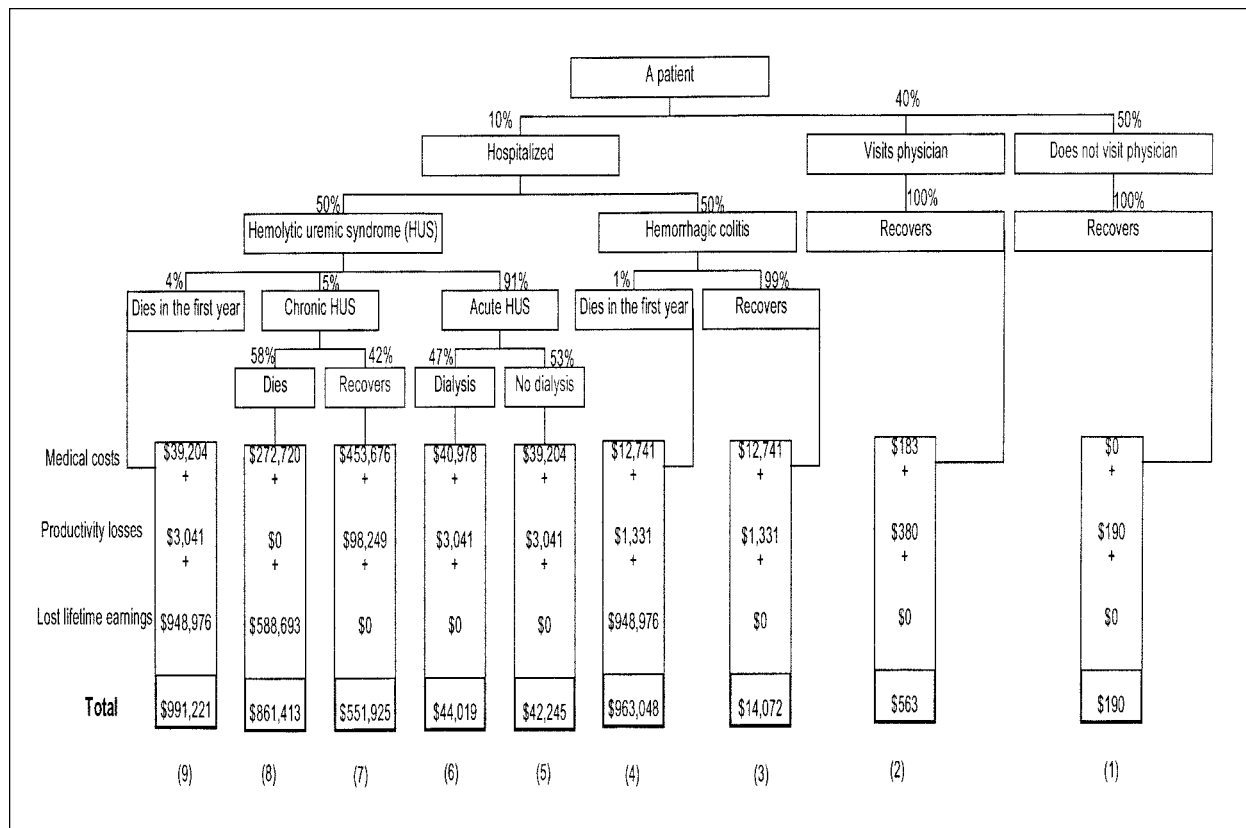 A patient
10%
40%
50%
Hospitalized
Visits physician
Does not visit physician
50%
50%
100%
100%
Hemolytic uremic syndrome (HUS)
Hemorrhagic colitis
Recovers
Recovers
4%
5%
91%
1%
99%
Dies in the first year
Chronic HUS
Acute HUS
Dies in the first year
Recovers
58%
42%
47%
53%
Dies
Recovers
Dialysis
No dialysis
Medical costs $39,204 $272,720 $453,676 $40,978 $39,204 $12,741 $12,741 $183 $0
+ + + + + + + + +
Productivity losses $3,041 $0 $98,249 $3,041 $3,041 $1,331 $1,331 $380 $190
+ + + + + + + + +
Lost lifetime earnings $948,976 $588,693 $0 $0 $0 $948,976 $0 $0 $0
Total $991,221 $861,413 $551,925 $44,019 $42,245 $963,048 $14,072 $563 $190
(9) (8) (7) (6) (5) (4) (3) (2) (1)